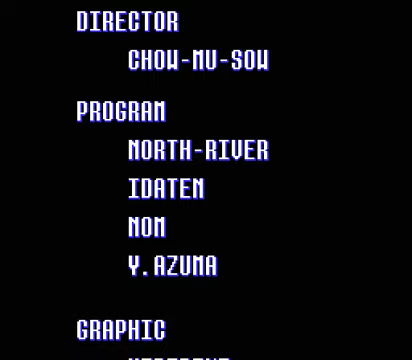 DIRECTOR
CHOW-MU-SOW
PROGRAM
NORTH-RIVER
IDATEN
NOM
Y.AZUMA
GRAPHIC